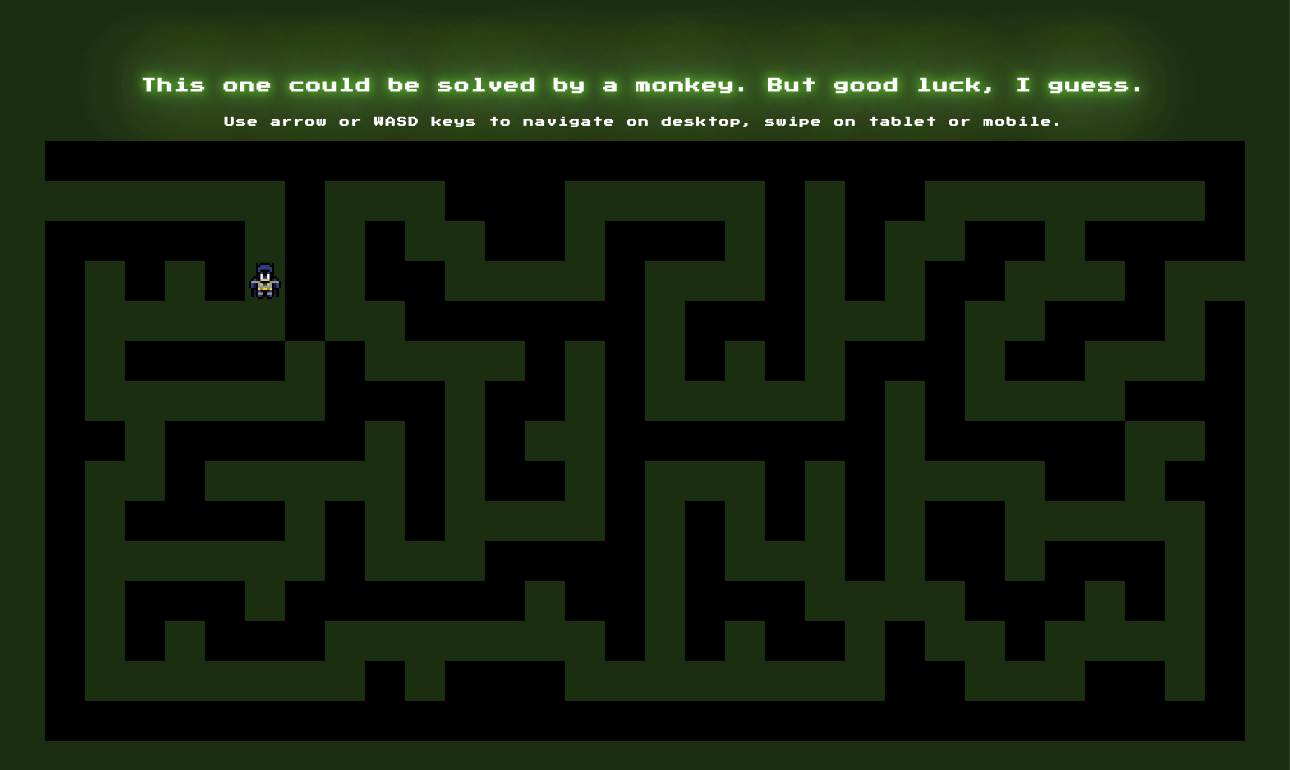 This one could be solved by a monkey. But good luck, I guess.
Use arrow or WASD keys to navigate on desktop, swipe on tablet or mobile.